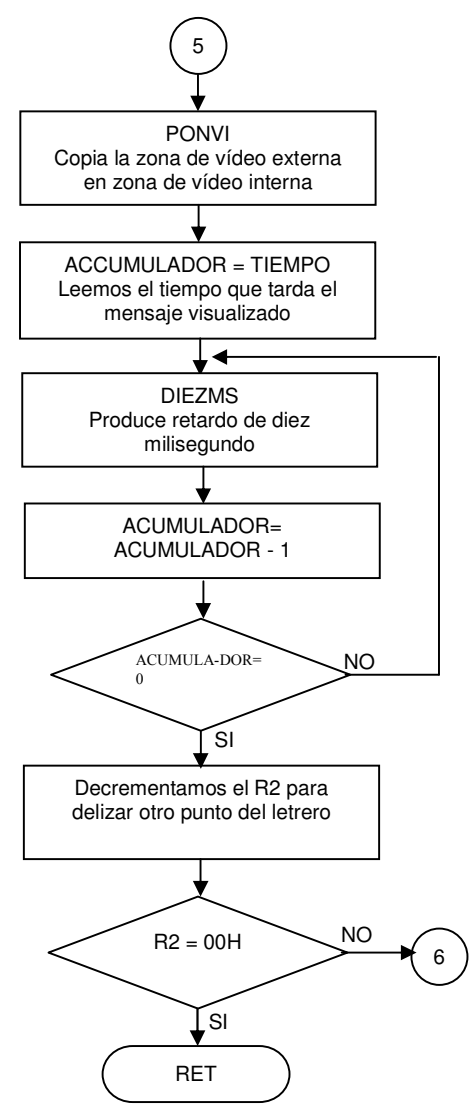 5
PONVI
Copia la zona de vídeo externa
en zona de vídeo interna
ACCUMULADOR = TIEMPO
Leemos el tiempo que tarda el
mensaje visualizado
DIEZMS
Produce retardo de diez
milisegundo
ACUMULADOR=
ACUMULADOR - 1
ACUMULA-DOR=
0
NO
SI
Decrementamos el R2 para
delizar otro punto del letrero
R2 = 00H
NO
6
SI
RET